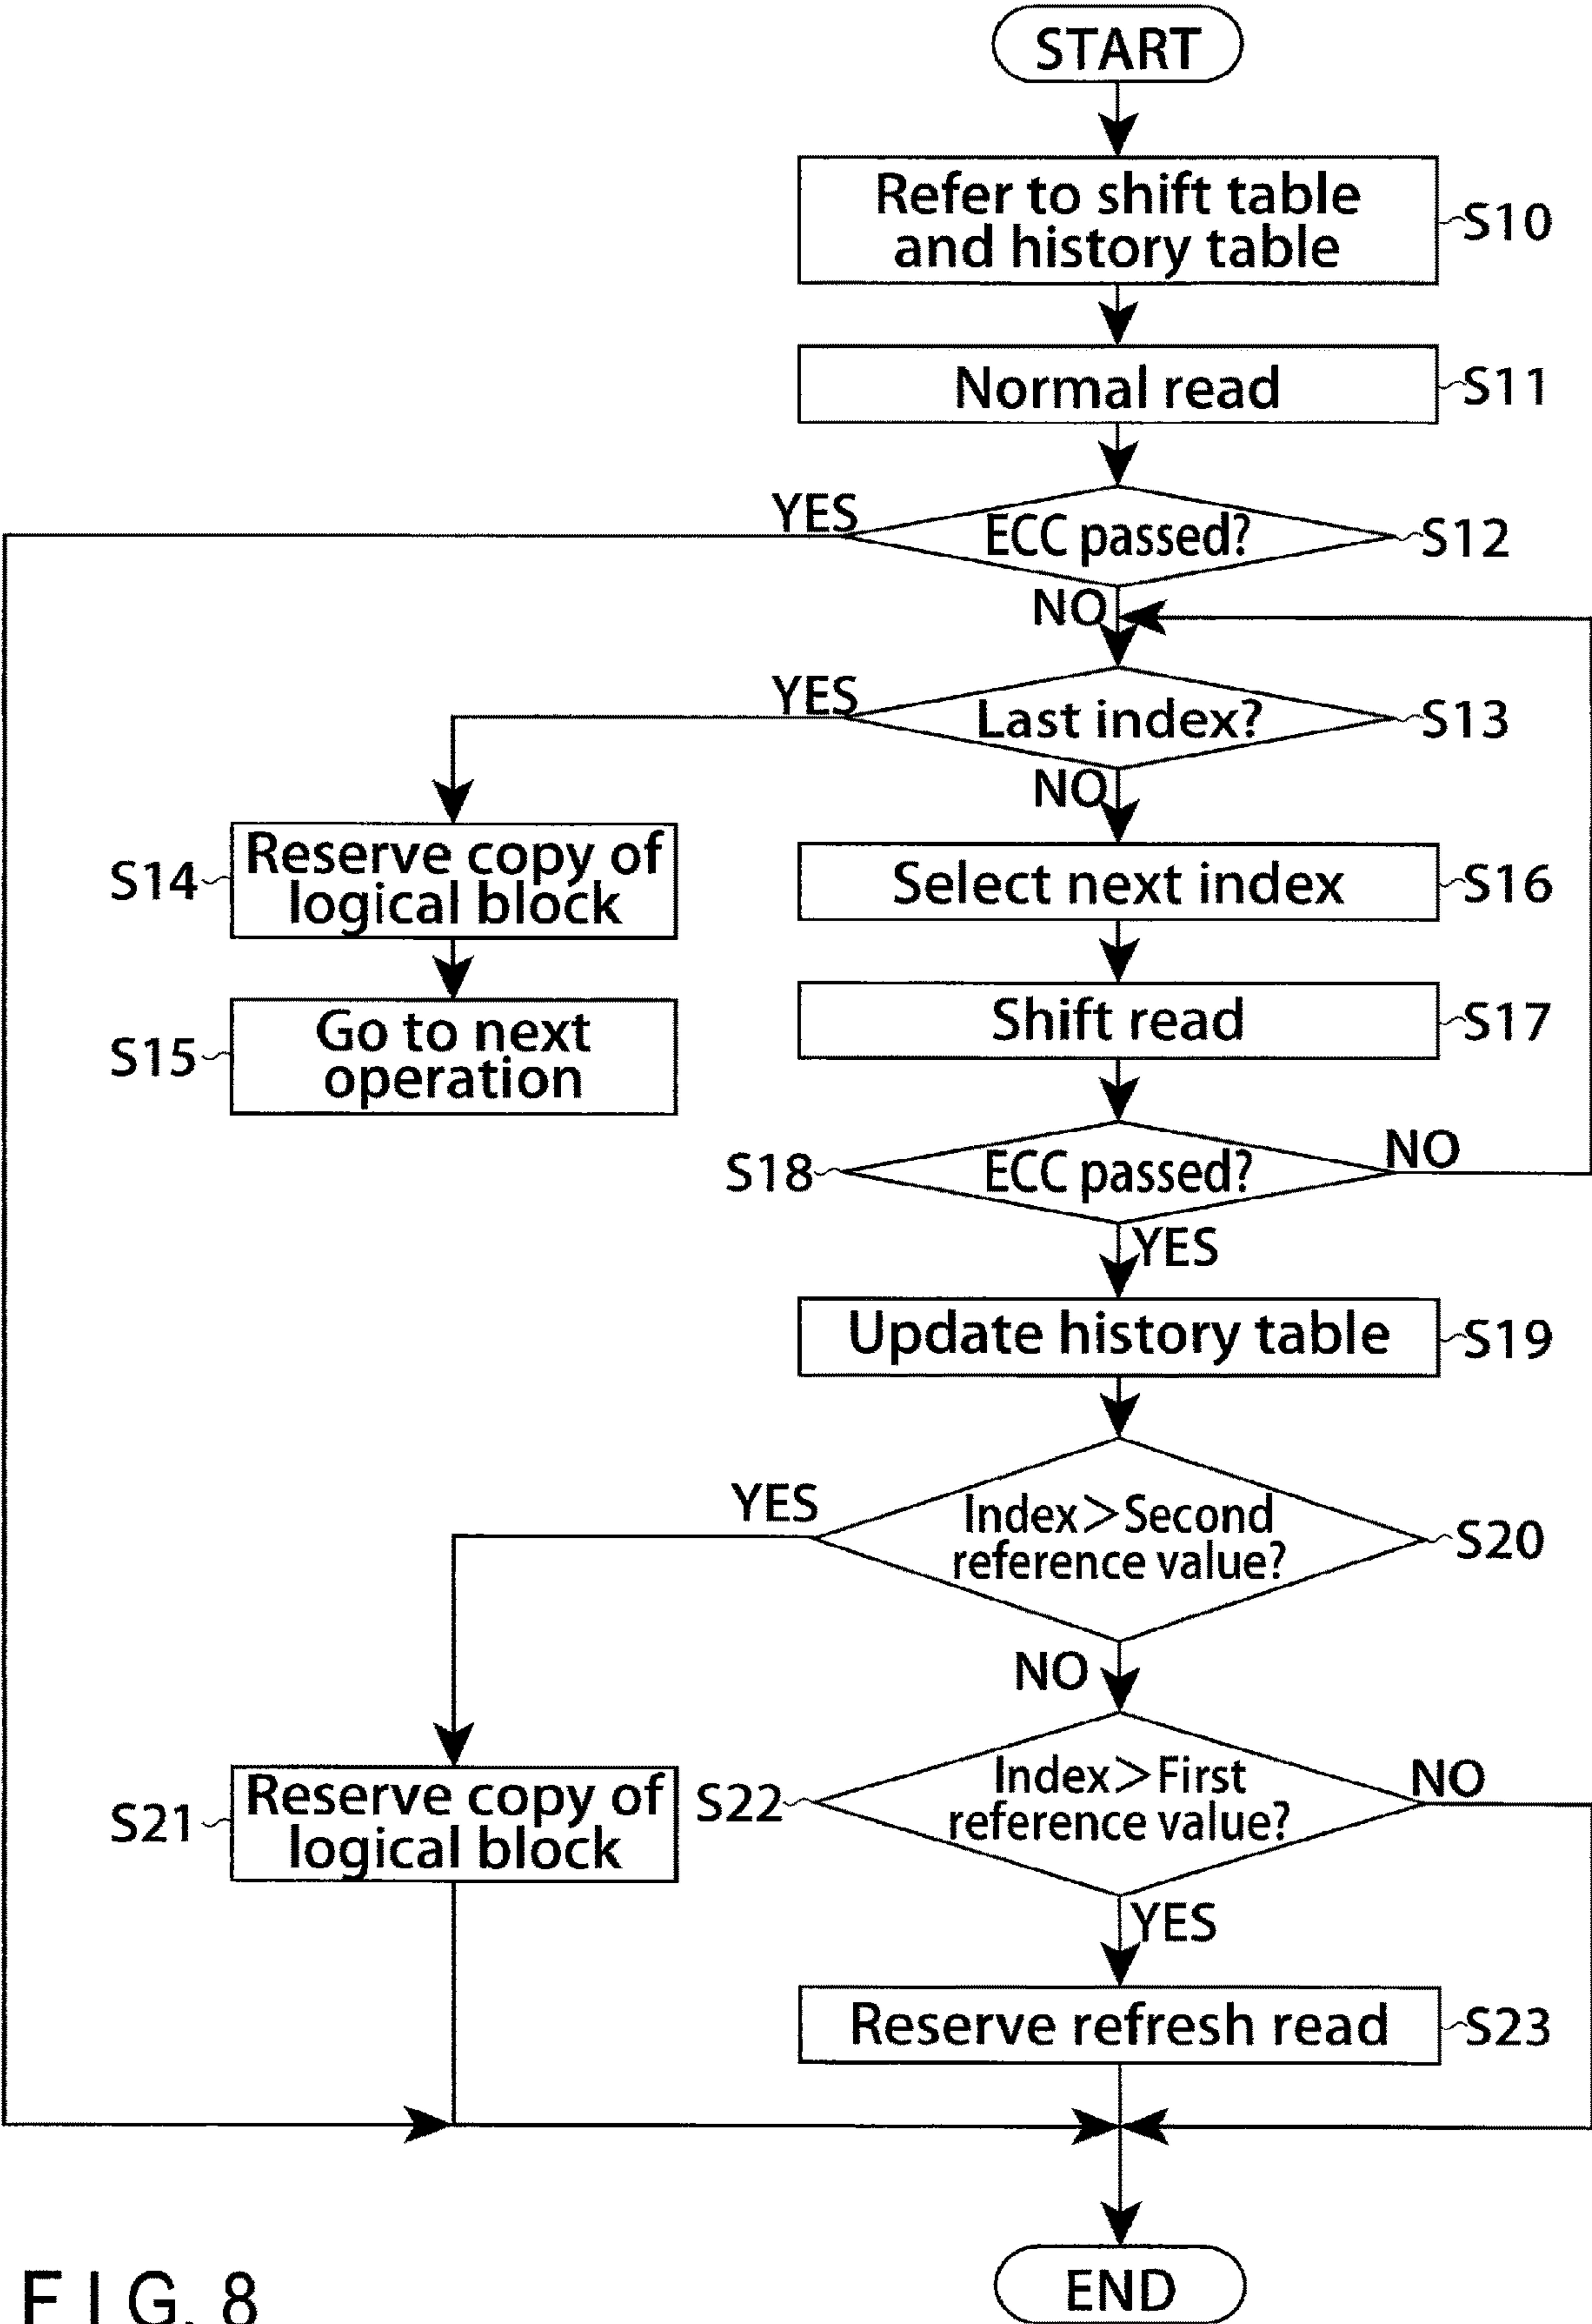 START
Refer to shift table
and history table
S10
Normal read
S11
YES
ECC passed?
S12
NO
YES
Last index?
S13
NO
S14
Reserve copy of
logical block
Select next index
S16
S15
Go to next
operation
Shift read
S17
S18
ECC passed?
NO
YES
Update history table
S19
YES
Index>Second
reference value?
S20
NO
S21
Reserve copy of
logical block
S22
Index>First
reference value?
NO
YES
Reserve refresh read
S23
END
FIG. 8